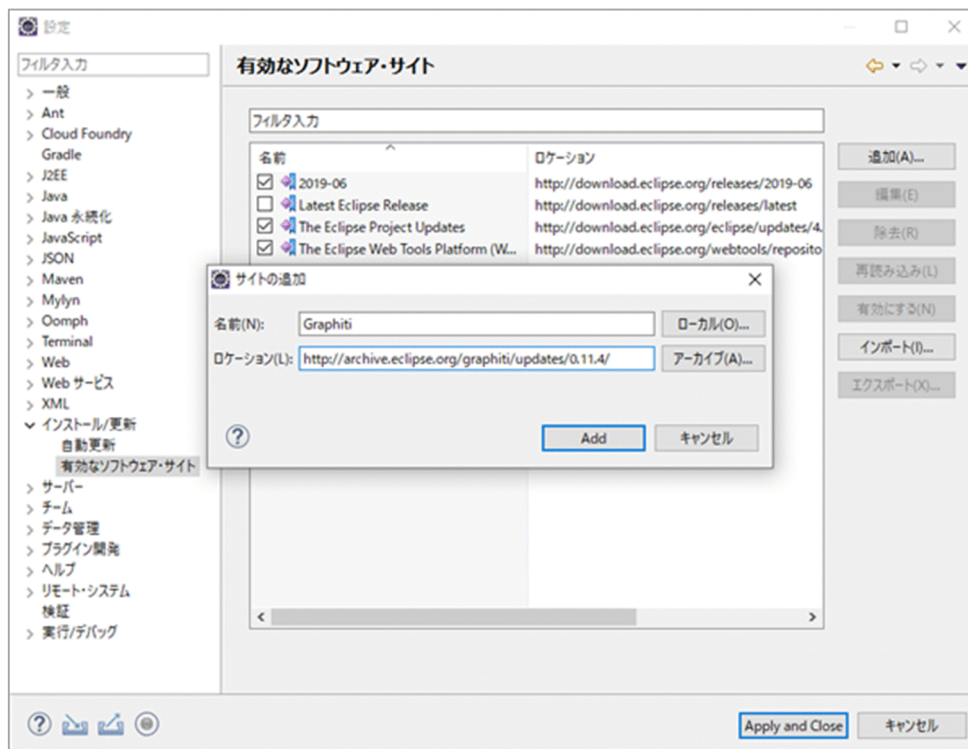 設定
フィルタ入力
一般
Ant
Cloud Foundry
Gradle
J2EE
Java
Java 永続化
JavaScript
JSON
Maven
Mylyn
Oomph
Terminal
Web
Web サービス
XML
インストール/更新
自動更新
有効なソフトウェア・サイト
サーバー
チーム
データ管理
プラグイン開発
ヘルプ
リモート・システム
検証
実行/デバッグ
有効なソフトウェア・サイト
フィルタ入力
名前 ロケーション
2019-06 http://download.eclipse.org/releases/2019-06
Latest Eclipse Release http://download.eclipse.org/releases/latest
The Eclipse Project Updates http://download.eclipse.org/eclipse/updates/4.
The Eclipse Web Tools Platform (W... http://download.eclipse.org/webtools/reposito
追加(A)...
編集(E)
除去(R)
再読み込み(L)
有効にする(N)
インポート(I)...
エクスポート(X)...
サイトの追加
名前(N): Graphiti ローカル(O)...
ロケーション(L): http://archive.eclipse.org/graphiti/updates/0.11.4/ アーカイブ(A)...
Add キャンセル
Apply and Close キャンセル